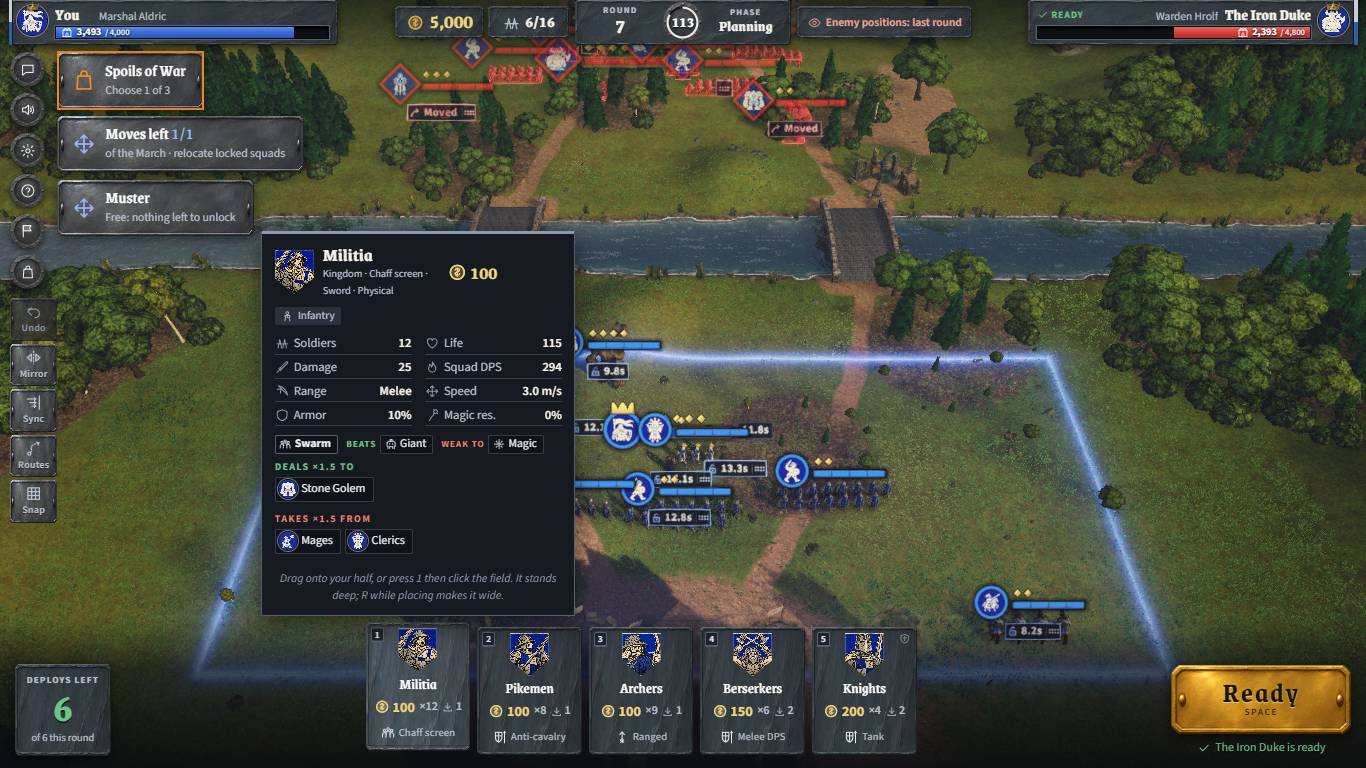 You Marshal Aldric
3,493 / 4,000
5,000
6/16
ROUND
7
113
PHASE
Planning
Enemy positions: last round
READY
Warden Hrolf The Iron Duke
2,393 / 4,800
Spoils of War
Choose 1 of 3
Moved
Moved
Moves left 1/1
of the March · relocate locked squads
Muster
Free: nothing left to unlock
Undo
Mirror
Sync
Routes
Snap
Militia
Kingdom · Chaff screen ·
Sword · Physical
100
Infantry
Soldiers 12 Life 115
Damage 25 Squad DPS 294
Range Melee Speed 3.0 m/s
Armor 10% Magic res. 0%
Swarm BEATS Giant WEAK TO Magic
DEALS ×1.5 TO
Stone Golem
TAKES ×1.5 FROM
Mages Clerics
Drag onto your half, or press 1 then click the field. It stands
deep; R while placing makes it wide.
9.8s
13.3s
12.8s
8.2s
DEPLOYS LEFT
6
of 6 this round
1
Militia
100 ×12 1
Chaff screen
2
Pikemen
100 ×8 1
Anti-cavalry
3
Archers
100 ×9 1
Ranged
4
Berserkers
150 ×6 2
Melee DPS
5
Knights
200 ×4 2
Tank
Ready
SPACE
The Iron Duke is ready